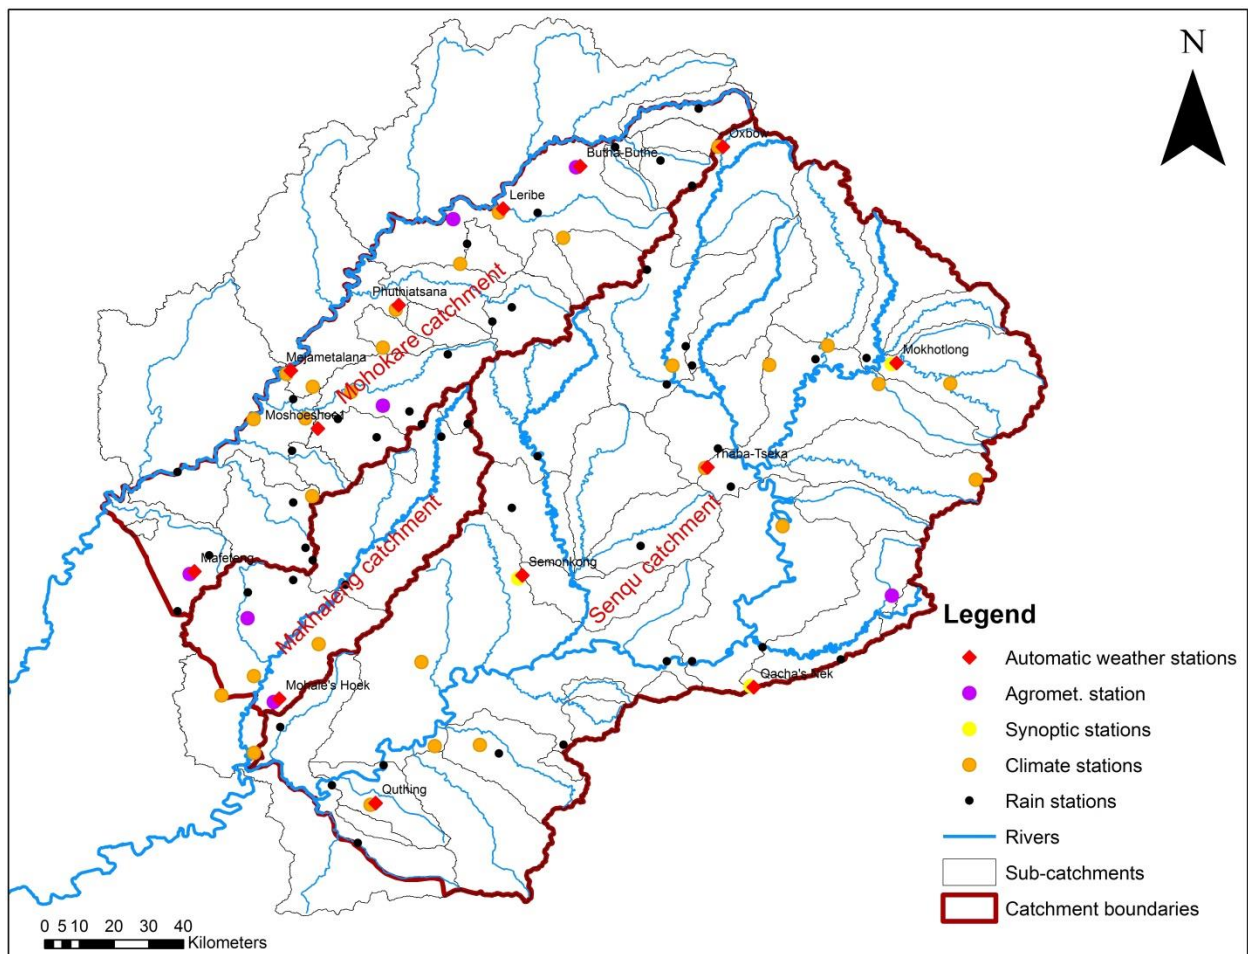 N
Oxbow
Butha-Buthe
Leribe
Phuthiatsana
Mohokare catchment
Mejametalana
Mokhotlong
Moshoeshoe1
Thaba-Tseka
Makhaleng catchment
Senqu catchment
Mafeteng
Semonkong
Qacha's Nek
Mohale's Hoek
Quthing
Legend
Automatic weather stations
Agromet. station
Synoptic stations
Climate stations
Rain stations
Rivers
Sub-catchments
Catchment boundaries
0 5 10 20 30 40
Kilometers